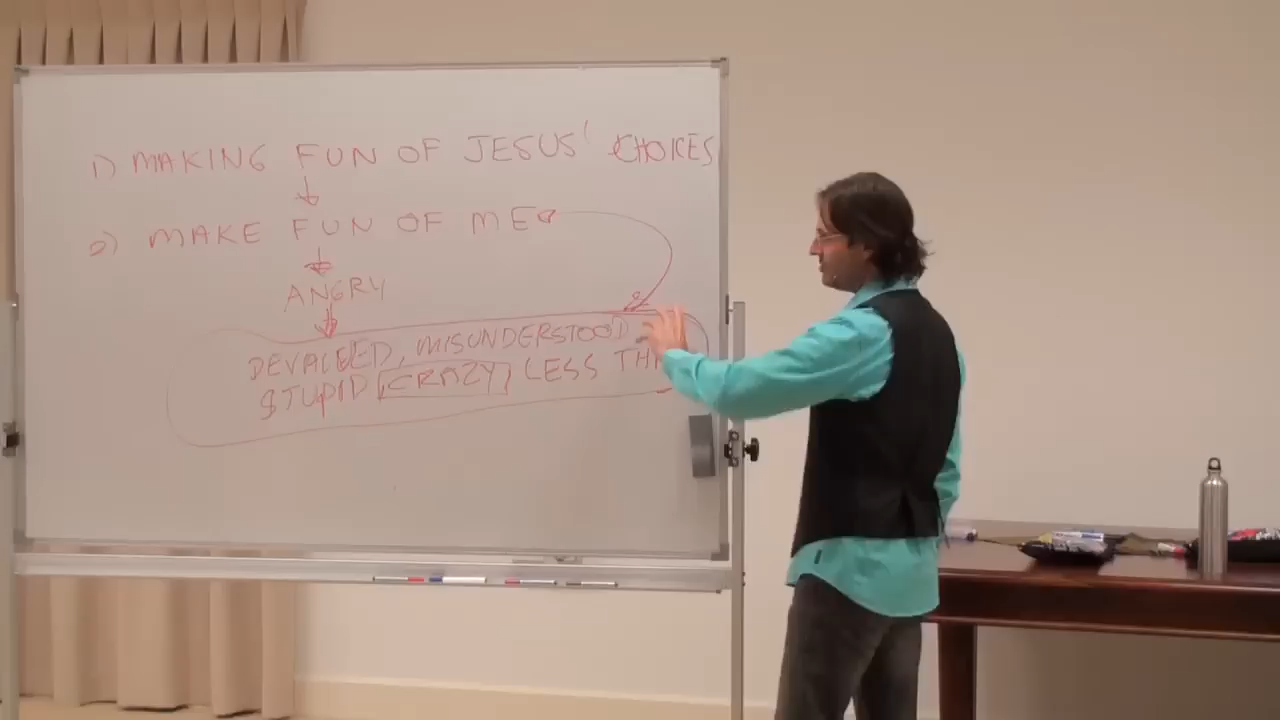 1) MAKING FUN OF JESUS' CHOICES
2) MAKE FUN OF ME
ANGRY
DEVALUED, MISUNDERSTOOD
STUPID CRAZY LESS